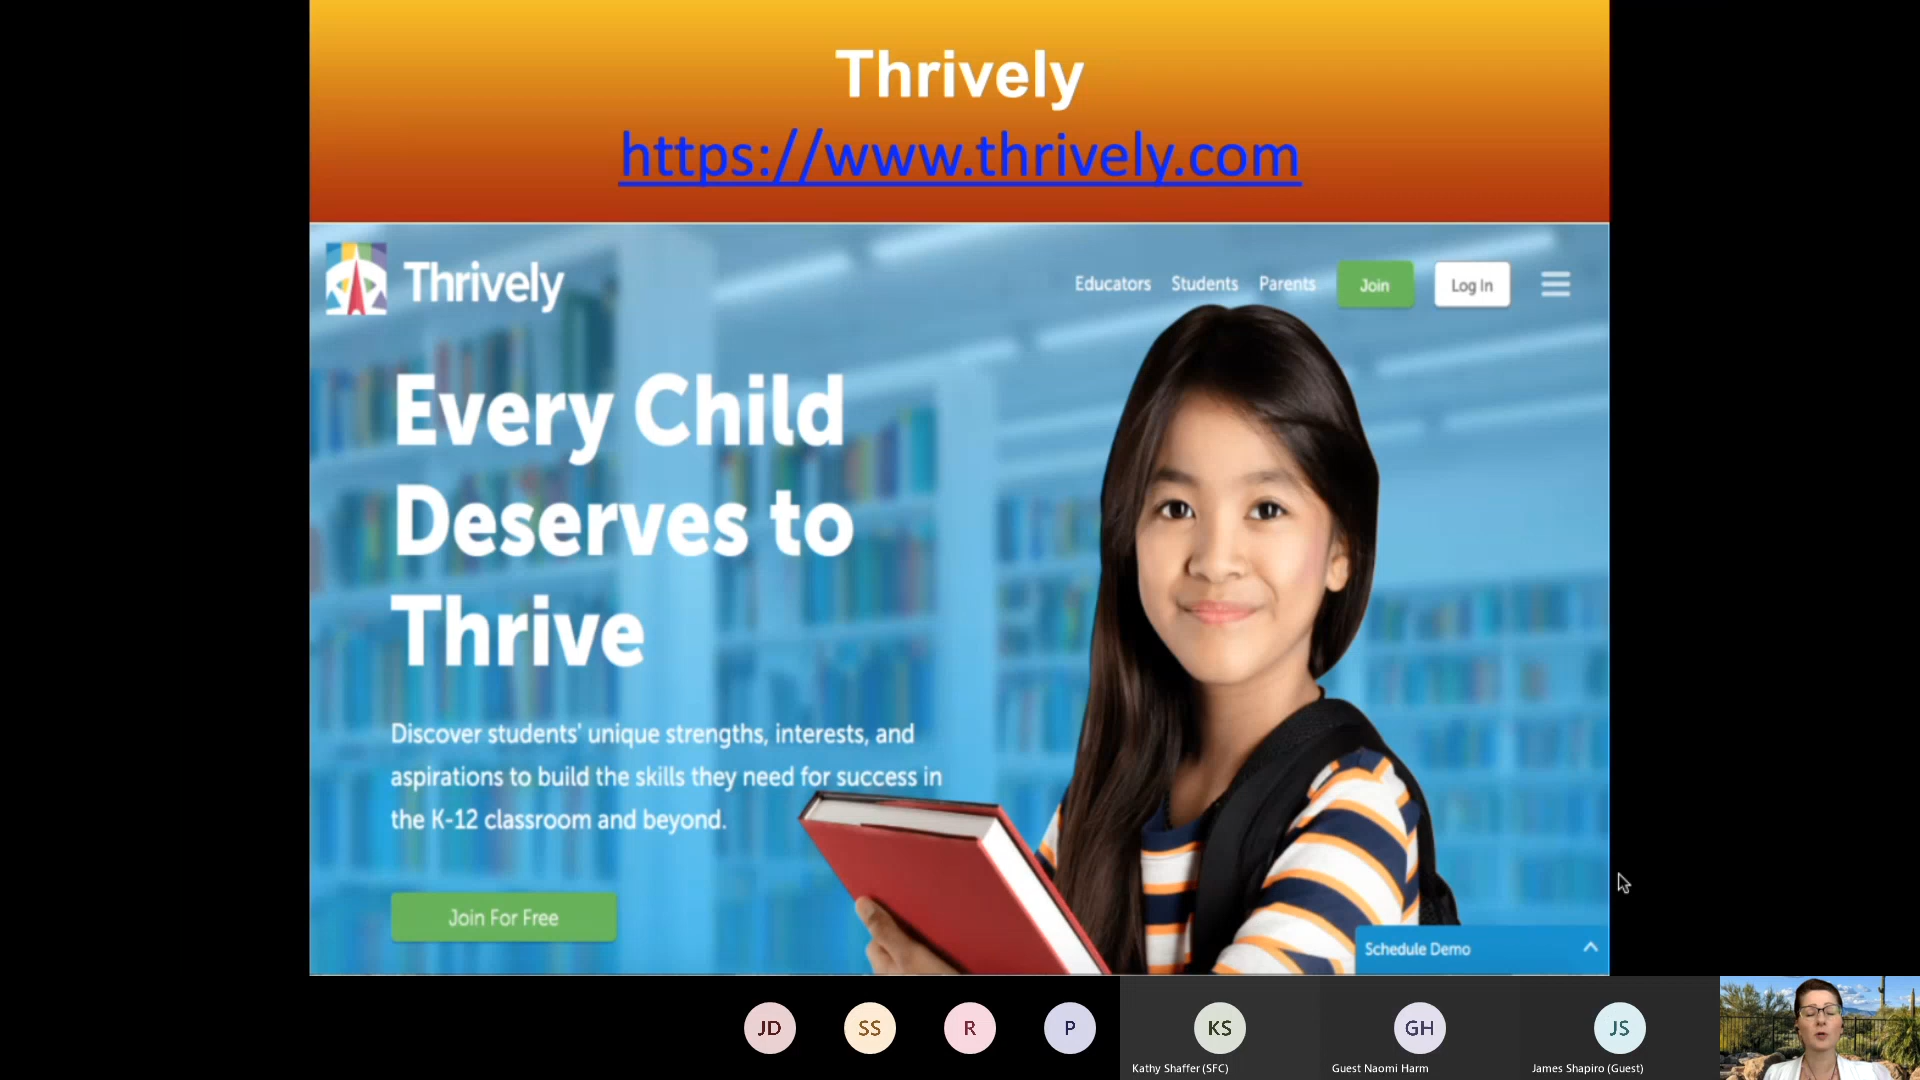 Thrively
https://www.thrively.com
Thrively
Educators Students Parents Join Log In
Every Child
Deserves to
Thrive
Discover students' unique strengths, interests, and
aspirations to build the skills they need for success in
the K-12 classroom and beyond.
Join For Free
Schedule Demo
JD SS R P KS GH JS
Kathy Shaffer (SFC) Guest Naomi Harm James Shapiro (Guest)